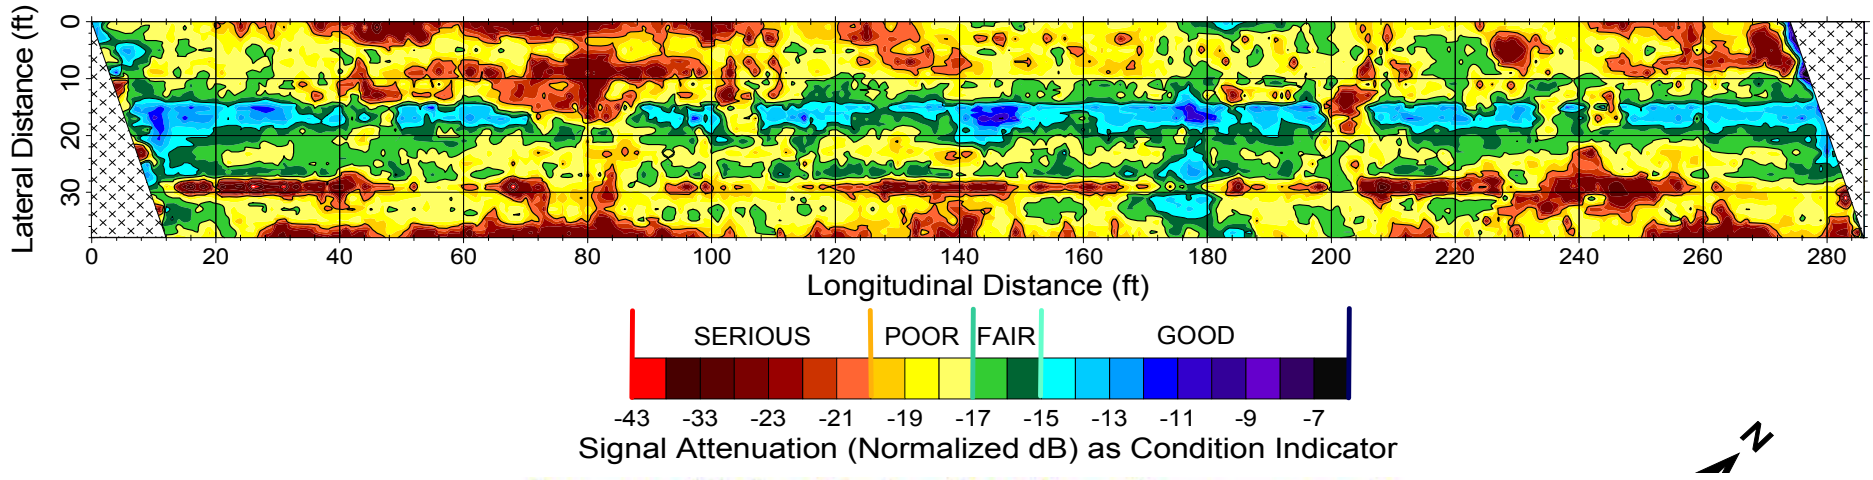 Lateral Distance (ft)
0
10
20
30
0 20 40 60 80 100 120 140 160 180 200 220 240 260 280
Longitudinal Distance (ft)
SERIOUS POOR FAIR GOOD
-43 -33 -23 -21 -19 -17 -15 -13 -11 -9 -7
Signal Attenuation (Normalized dB) as Condition Indicator
N